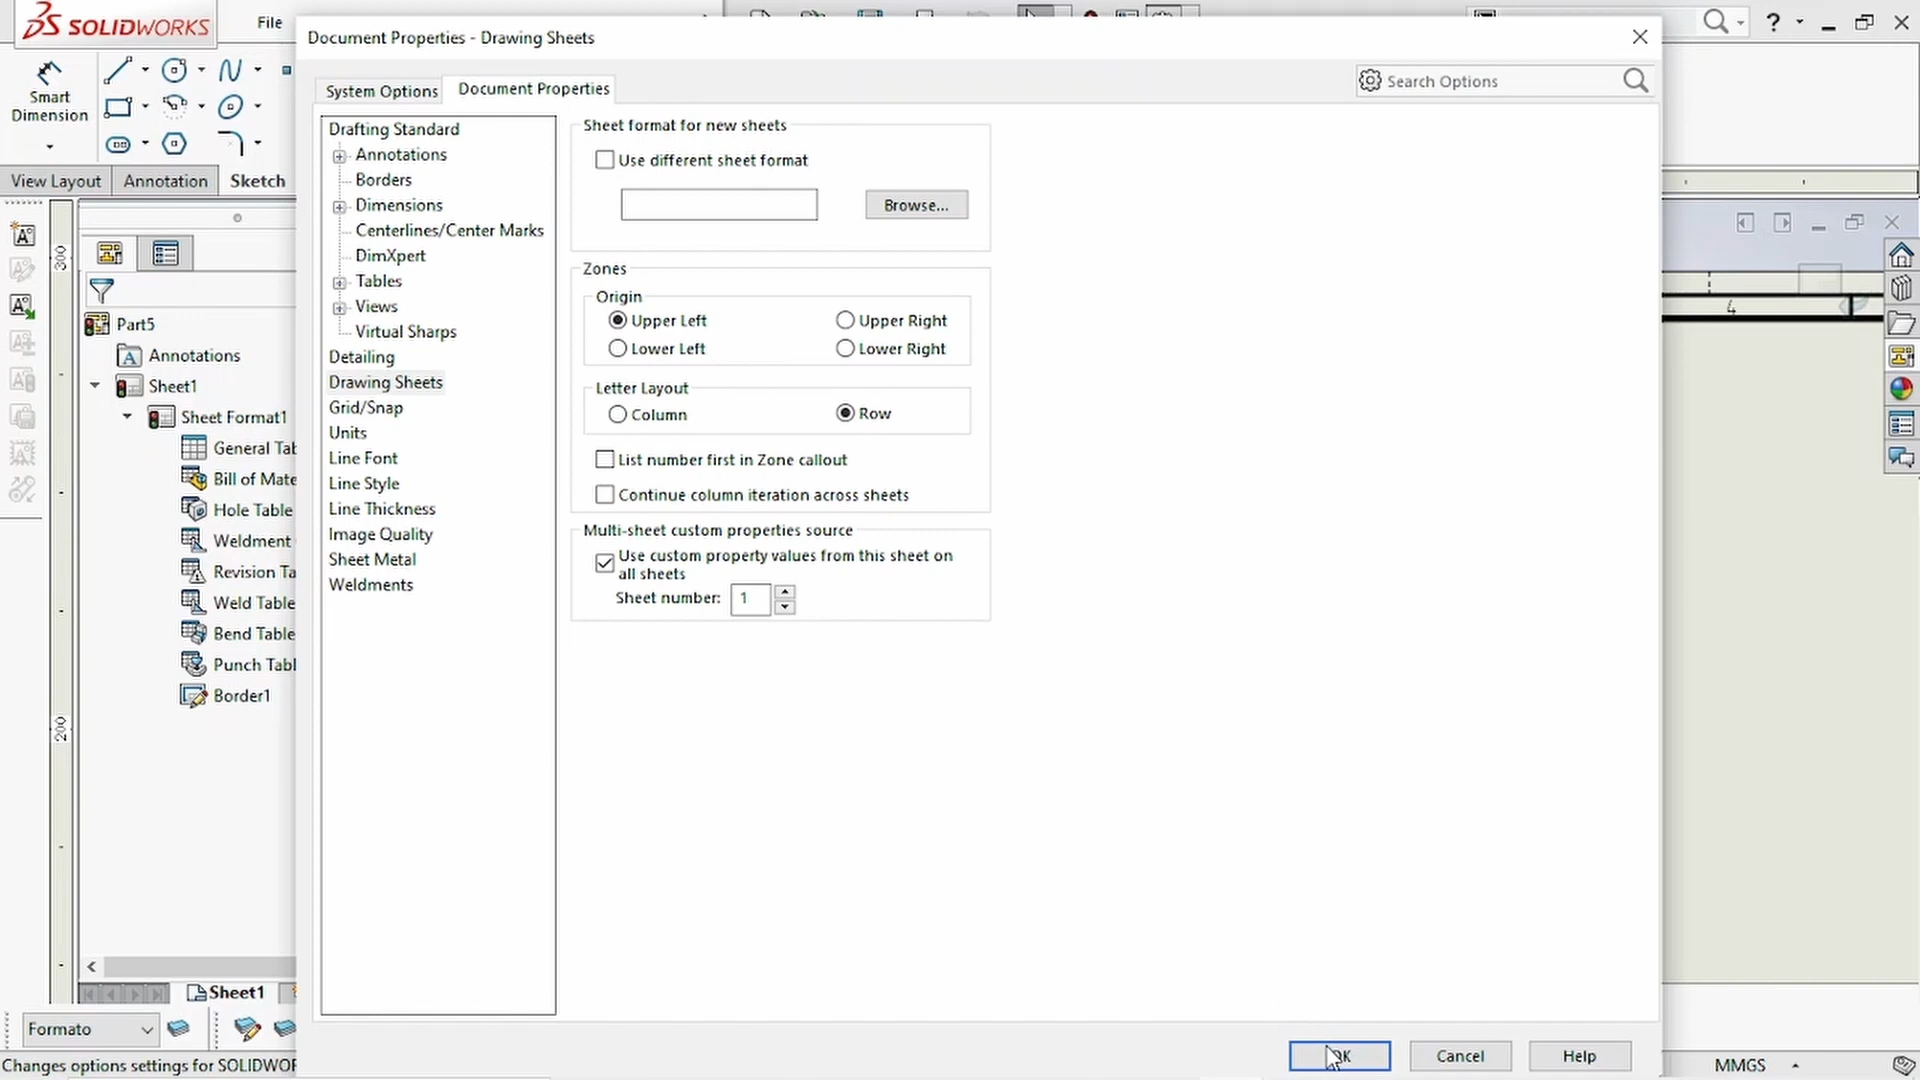 SOLIDWORKS
File
Document Properties - Drawing Sheets
System Options
Document Properties
Search Options
Smart
Dimension
View Layout
Annotation
Sketch
300
200
Part5
Annotations
Sheet1
Sheet Format1
General Tab
Bill of Mate
Hole Table
Weldment
Revision Ta
Weld Table
Bend Table
Punch Tabl
Border1
Drafting Standard
Annotations
Borders
Dimensions
Centerlines/Center Marks
DimXpert
Tables
Views
Virtual Sharps
Detailing
Drawing Sheets
Grid/Snap
Units
Line Font
Line Style
Line Thickness
Image Quality
Sheet Metal
Weldments
Sheet format for new sheets
Use different sheet format
Browse...
Zones
Origin
Upper Left
Upper Right
Lower Left
Lower Right
Letter Layout
Column
Row
List number first in Zone callout
Continue column iteration across sheets
Multi-sheet custom properties source
Use custom property values from this sheet on
all sheets
Sheet number: 1
4
Sheet1
Formato
Changes options settings for SOLIDWOR
OK
Cancel
Help
MMGS